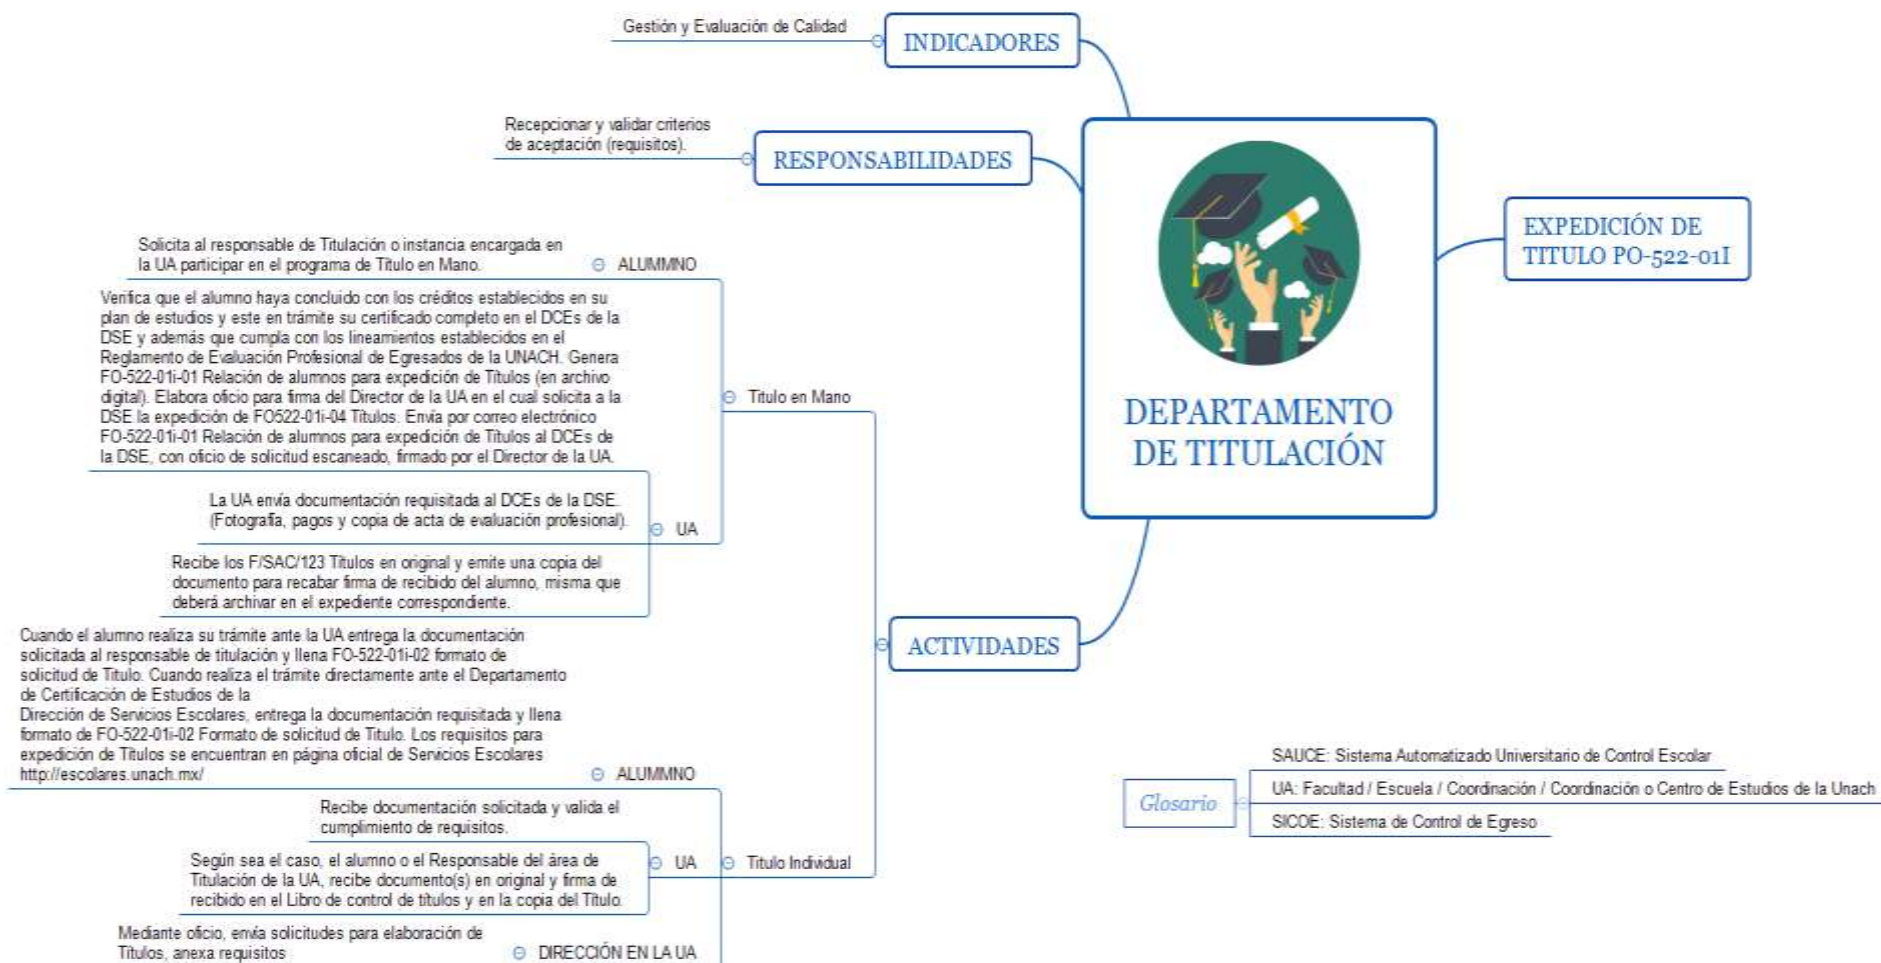 Gestión y Evaluación de Calidad
INDICADORES
Recepcionar y validar criterios
de aceptación (requisitos).
RESPONSABILIDADES
DEPARTAMENTO
DE TITULACIÓN
EXPEDICIÓN DE
TITULO PO-522-01I
Solicita al responsable de Titulación o instancia encargada en
la UA participar en el programa de Título en Mano.
ALUMMNO
Verifica que el alumno haya concluido con los créditos establecidos en su
plan de estudios y este en trámite su certificado completo en el DCEs de la
DSE y además que cumpla con los lineamientos establecidos en el
Reglamento de Evaluación Profesional de Egresados de la UNACH. Genera
FO-522-01i-01 Relación de alumnos para expedición de Títulos (en archivo
digital). Elabora oficio para firma del Director de la UA en el cual solicita a la
DSE la expedición de FO522-01i-04 Títulos. Envía por correo electrónico
FO-522-01i-01 Relación de alumnos para expedición de Títulos al DCEs de
la DSE, con oficio de solicitud escaneado, firmado por el Director de la UA.
La UA envía documentación requisitada al DCEs de la DSE.
(Fotografía, pagos y copia de acta de evaluación profesional).
UA
Recibe los F/SAC/123 Títulos en original y emite una copia del
documento para recabar firma de recibido del alumno, misma que
deberá archivar en el expediente correspondiente.
Titulo en Mano
ACTIVIDADES
Cuando el alumno realiza su trámite ante la UA entrega la documentación
solicitada al responsable de titulación y llena FO-522-01i-02 formato de
solicitud de Titulo. Cuando realiza el trámite directamente ante el Departamento
de Certificación de Estudios de la
Dirección de Servicios Escolares, entrega la documentación requisitada y llena
formato de FO-522-01i-02 Formato de solicitud de Titulo. Los requisitos para
expedición de Títulos se encuentran en página oficial de Servicios Escolares
http://escolares.unach.mx/
ALUMMNO
Recibe documentación solicitada y valida el
cumplimiento de requisitos.
Según sea el caso, el alumno o el Responsable del área de
Titulación de la UA, recibe documento(s) en original y firma de
recibido en el Libro de control de títulos y en la copia del Título.
UA
Titulo Individual
Mediante oficio, envía solicitudes para elaboración de
Títulos, anexa requisitos
DIRECCIÓN EN LA UA
Glosario
SAUCE: Sistema Automatizado Universitario de Control Escolar
UA: Facultad / Escuela / Coordinación / Coordinación o Centro de Estudios de la Unach
SICOE: Sistema de Control de Egreso